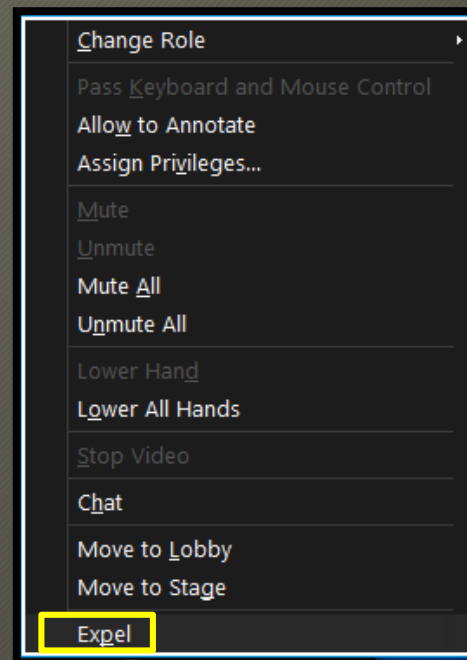 Change Role
Pass Keyboard and Mouse Control
Allow to Annotate
Assign Privileges...
Mute
Unmute
Mute All
Unmute All
Lower Hand
Lower All Hands
Stop Video
Chat
Move to Lobby
Move to Stage
Expel